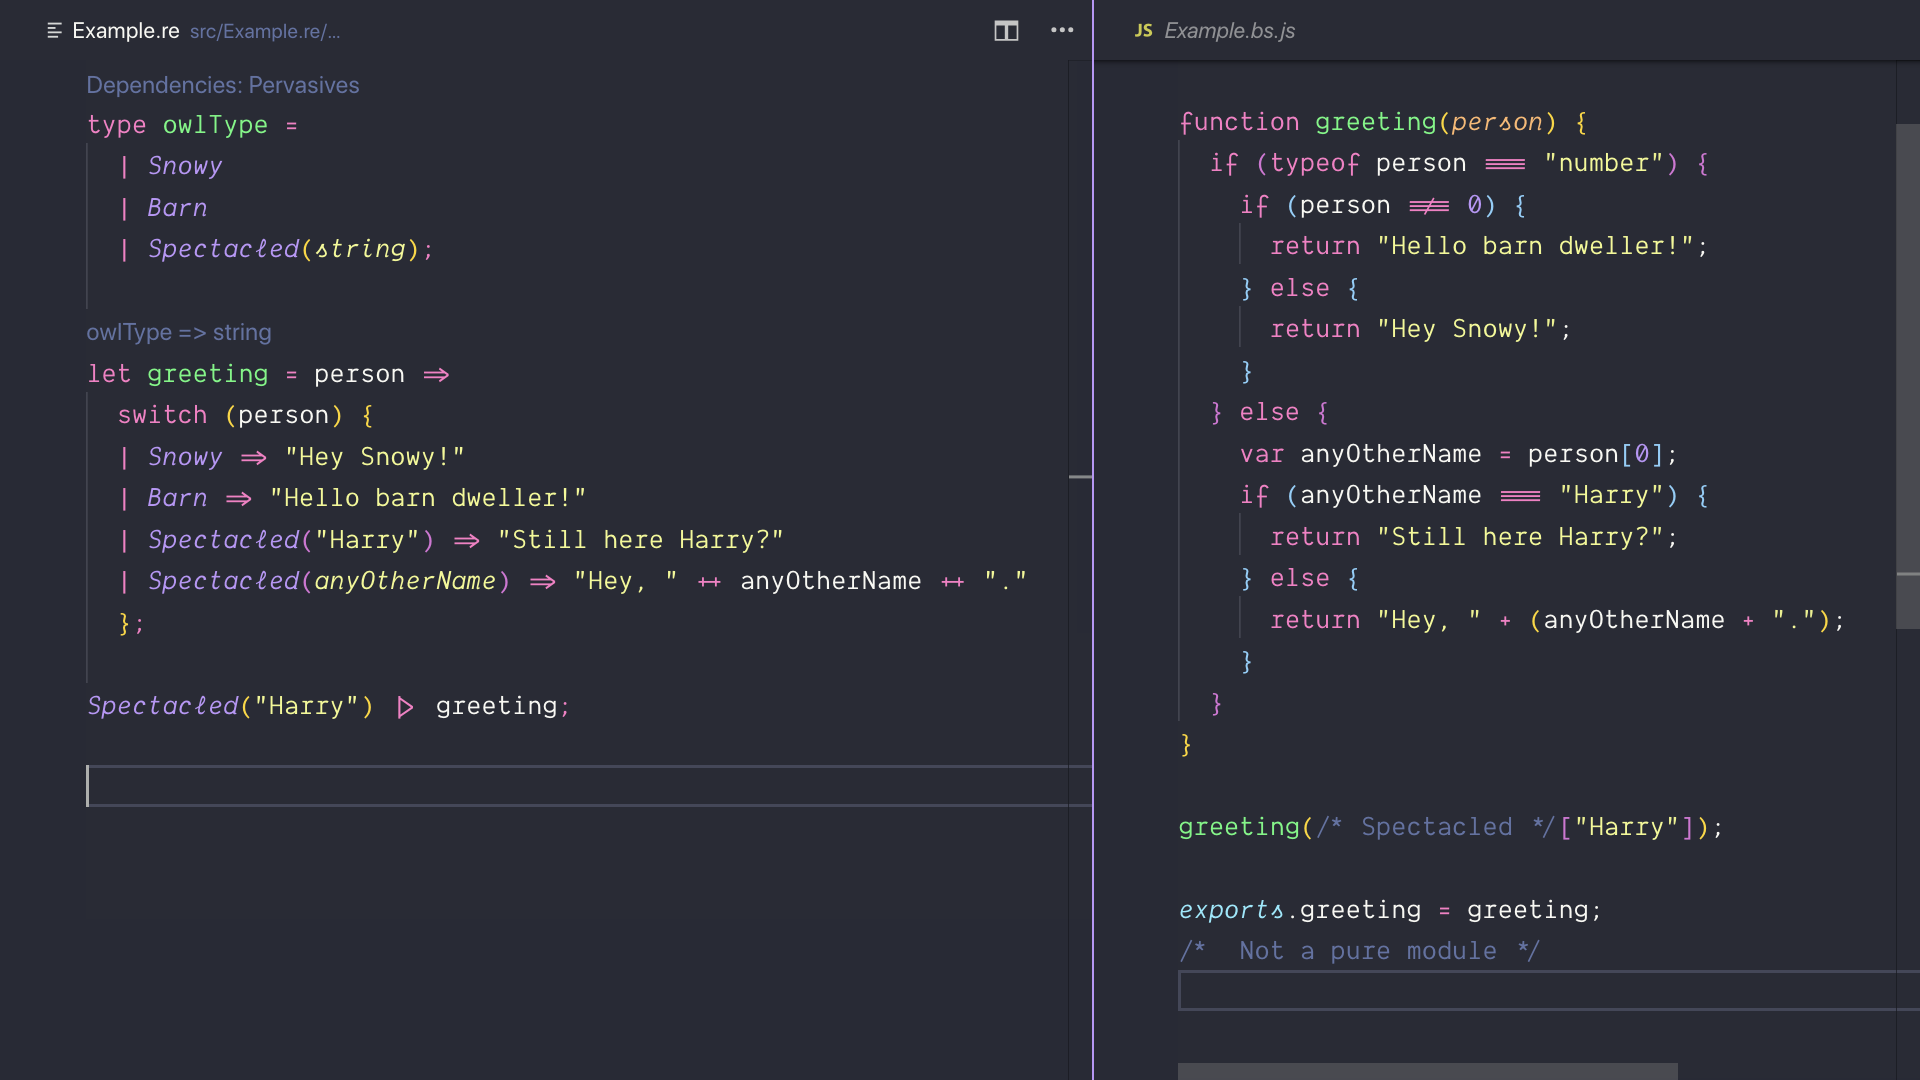 Example.re src/Example.re/...
Dependencies: Pervasives
type owlType =
| Snowy
| Barn
| Spectacled(string);
owlType => string
let greeting = person =>
switch (person) {
| Snowy => "Hey Snowy!"
| Barn => "Hello barn dweller!"
| Spectacled("Harry") => "Still here Harry?"
| Spectacled(anyOtherName) => "Hey, " ++ anyOtherName ++ "."
};
Spectacled("Harry") |> greeting;
JS Example.bs.js
function greeting(person) {
if (typeof person === "number") {
if (person !== 0) {
return "Hello barn dweller!";
} else {
return "Hey Snowy!";
}
} else {
var anyOtherName = person[0];
if (anyOtherName === "Harry") {
return "Still here Harry?";
} else {
return "Hey, " + (anyOtherName + ".");
}
}
}
greeting(/* Spectacled */["Harry"]);
exports.greeting = greeting;
/*  Not a pure module */